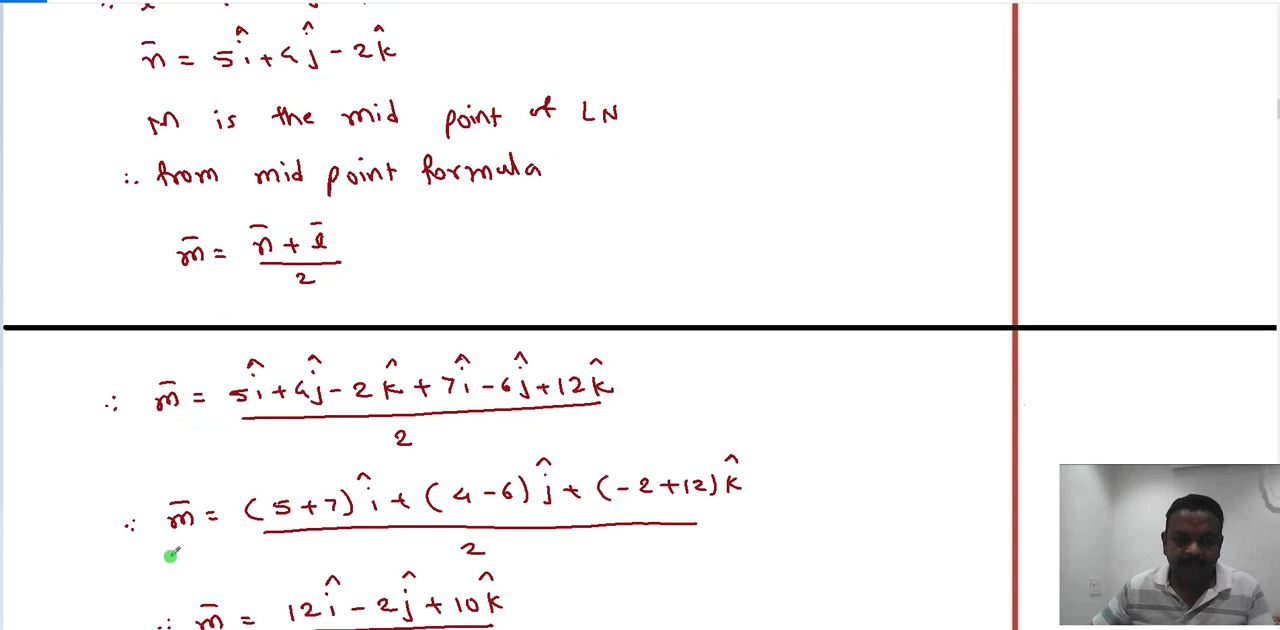 n̄ = 5î + 4ĵ - 2k̂
M is the mid point of LN
∴ from mid point formula
m̄ = (n̄ + l̄) / 2
∴ m̄ = (5î + 4ĵ - 2k̂ + 7î - 6ĵ + 12k̂) / 2
∴ m̄ = ((5+7)î + (4-6)ĵ + (-2+12)k̂) / 2
∴ m̄ = 12î - 2ĵ + 10k̂